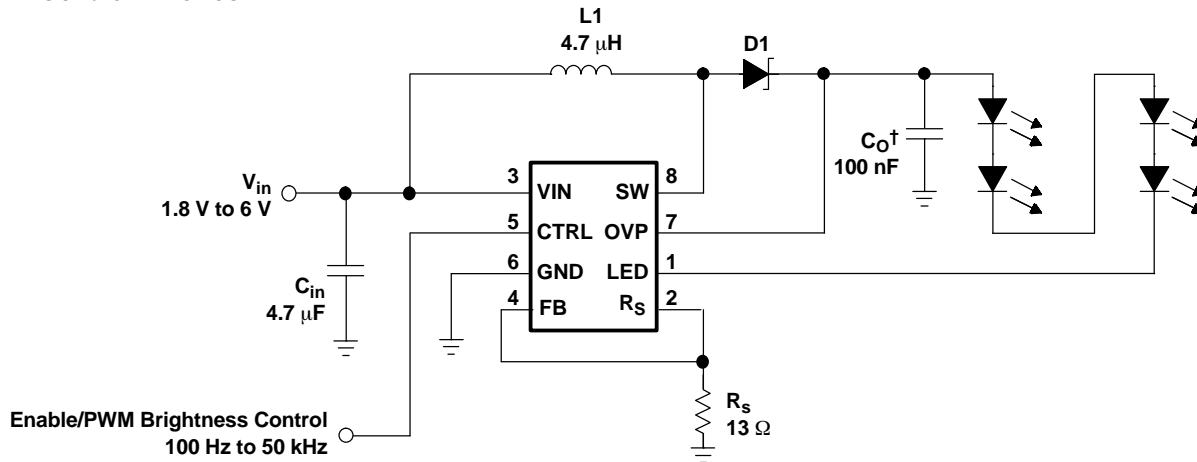 L1
4.7 μH
D1
CO†
100 nF
Vin
1.8 V to 6 V
3
VIN
SW
8
5
CTRL
OVP
7
6
GND
LED
1
4
FB
RS
2
Cin
4.7 μF
Rs
13 Ω
Enable/PWM Brightness Control
100 Hz to 50 kHz